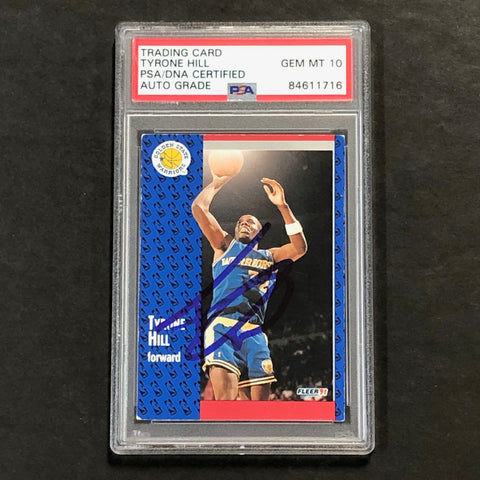 TRADING CARD
TYRONE HILL GEM MT 10
PSA/DNA CERTIFIED
AUTO GRADE PSA 84611716
GOLDEN STATE
WARRIORS
WARRIORS
TYRONE
HILL
forward
FLEER 91